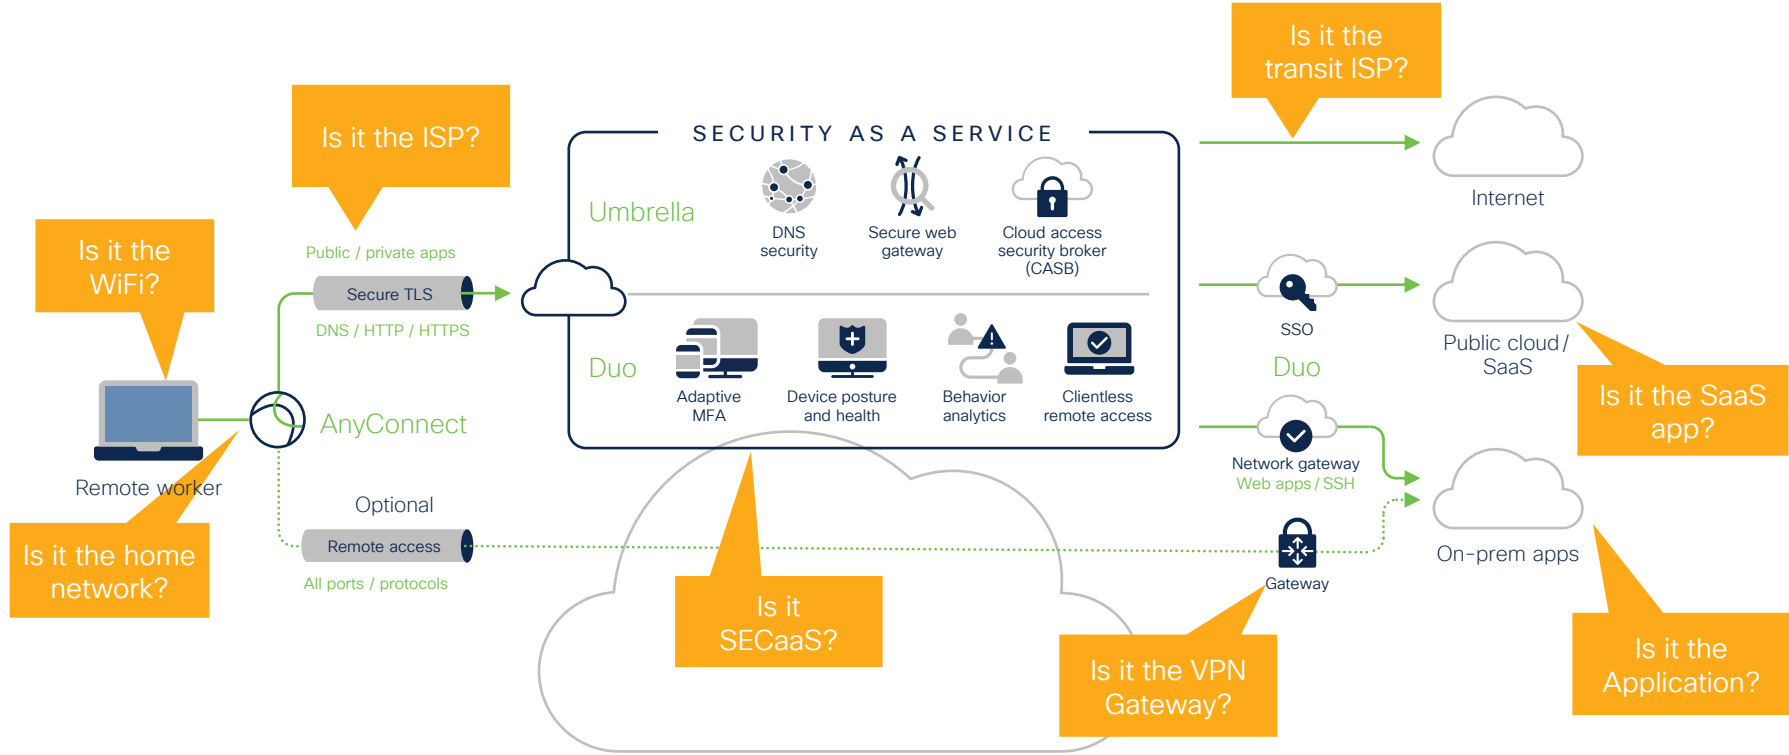 Is it the
transit ISP?
Is it the ISP?
SECURITY AS A SERVICE
Internet
Umbrella
DNS
security
Secure web
gateway
Cloud access
security broker
(CASB)
Is it the
WiFi?
Public / private apps
Secure TLS
DNS / HTTP / HTTPS
SSO
Public cloud /
SaaS
Duo
Duo
Adaptive
MFA
Device posture
and health
Behavior
analytics
Clientless
remote access
Is it the SaaS
app?
AnyConnect
Remote worker
Network gateway
Web apps / SSH
Optional
Remote access
All ports / protocols
Is it the home
network?
Gateway
On-prem apps
Is it
SECaaS?
Is it the VPN
Gateway?
Is it the
Application?